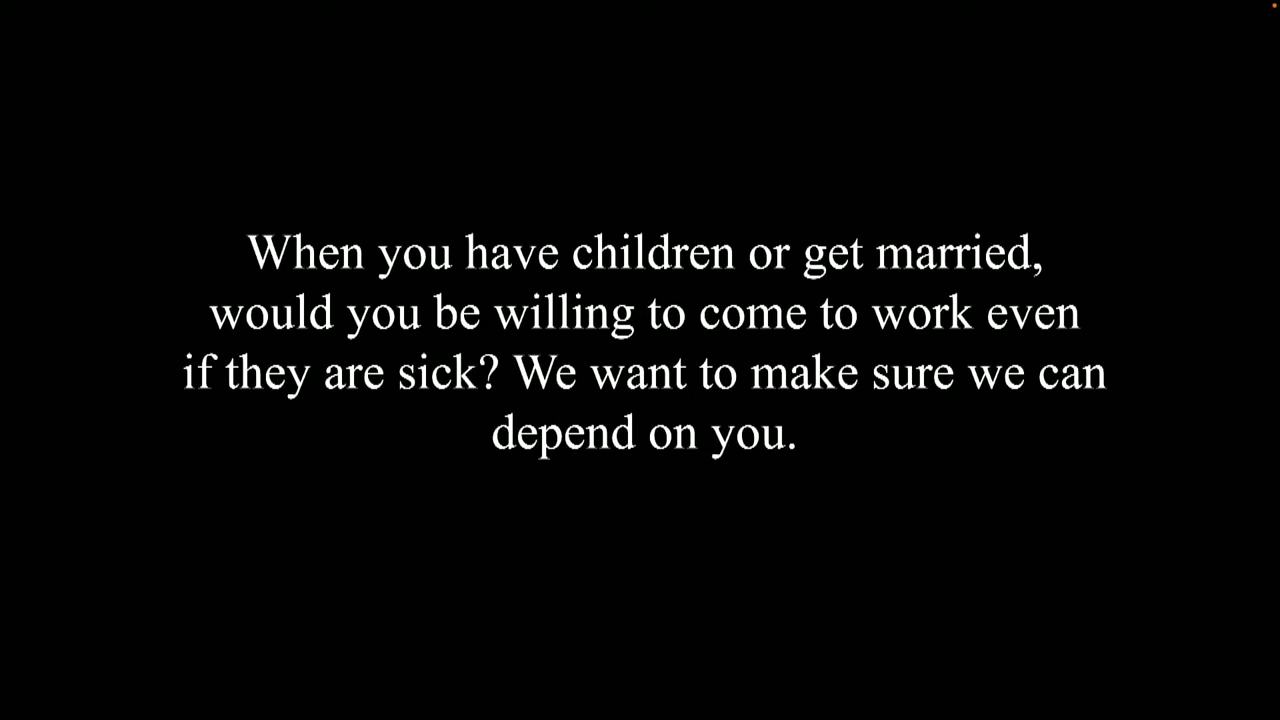 When you have children or get married,
would you be willing to come to work even
if they are sick? We want to make sure we can
depend on you.